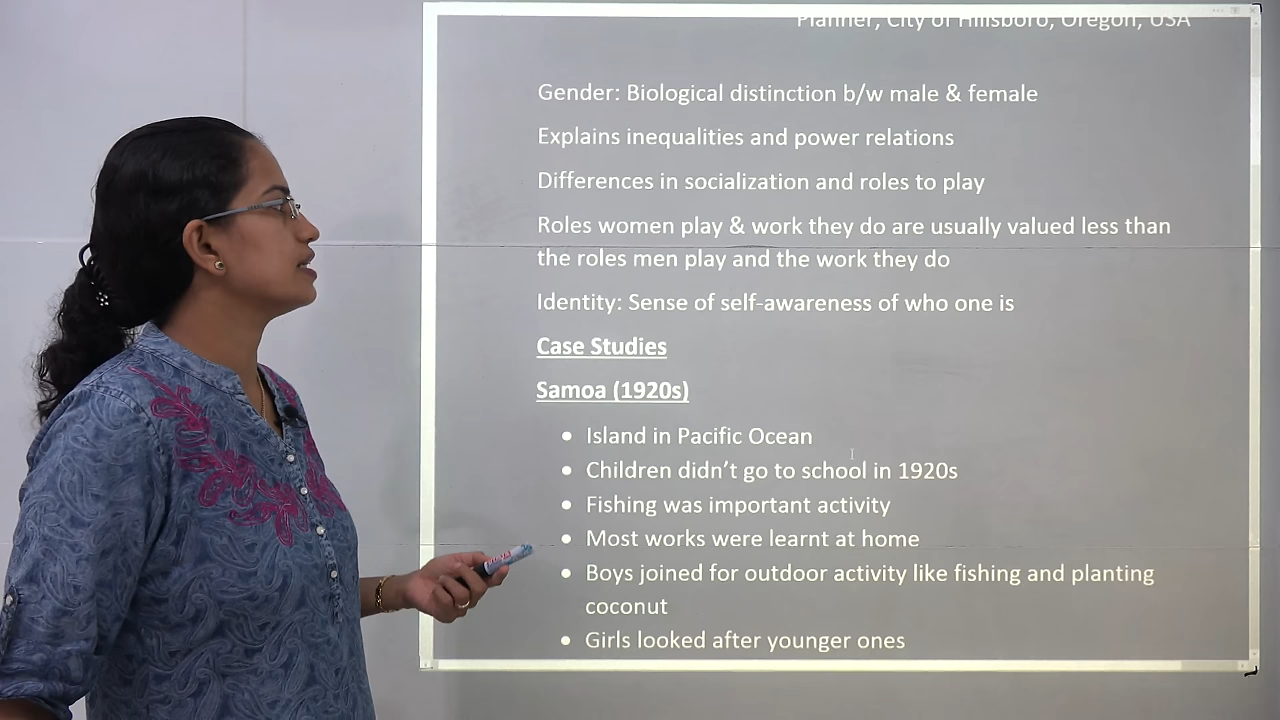 Planner, City of Hillsboro, Oregon, USA
Gender: Biological distinction b/w male & female
Explains inequalities and power relations
Differences in socialization and roles to play
Roles women play & work they do are usually valued less than
the roles men play and the work they do
Identity: Sense of self-awareness of who one is
Case Studies
Samoa (1920s)
• Island in Pacific Ocean
• Children didn't go to school in 1920s
• Fishing was important activity
• Most works were learnt at home
• Boys joined for outdoor activity like fishing and planting
coconut
• Girls looked after younger ones